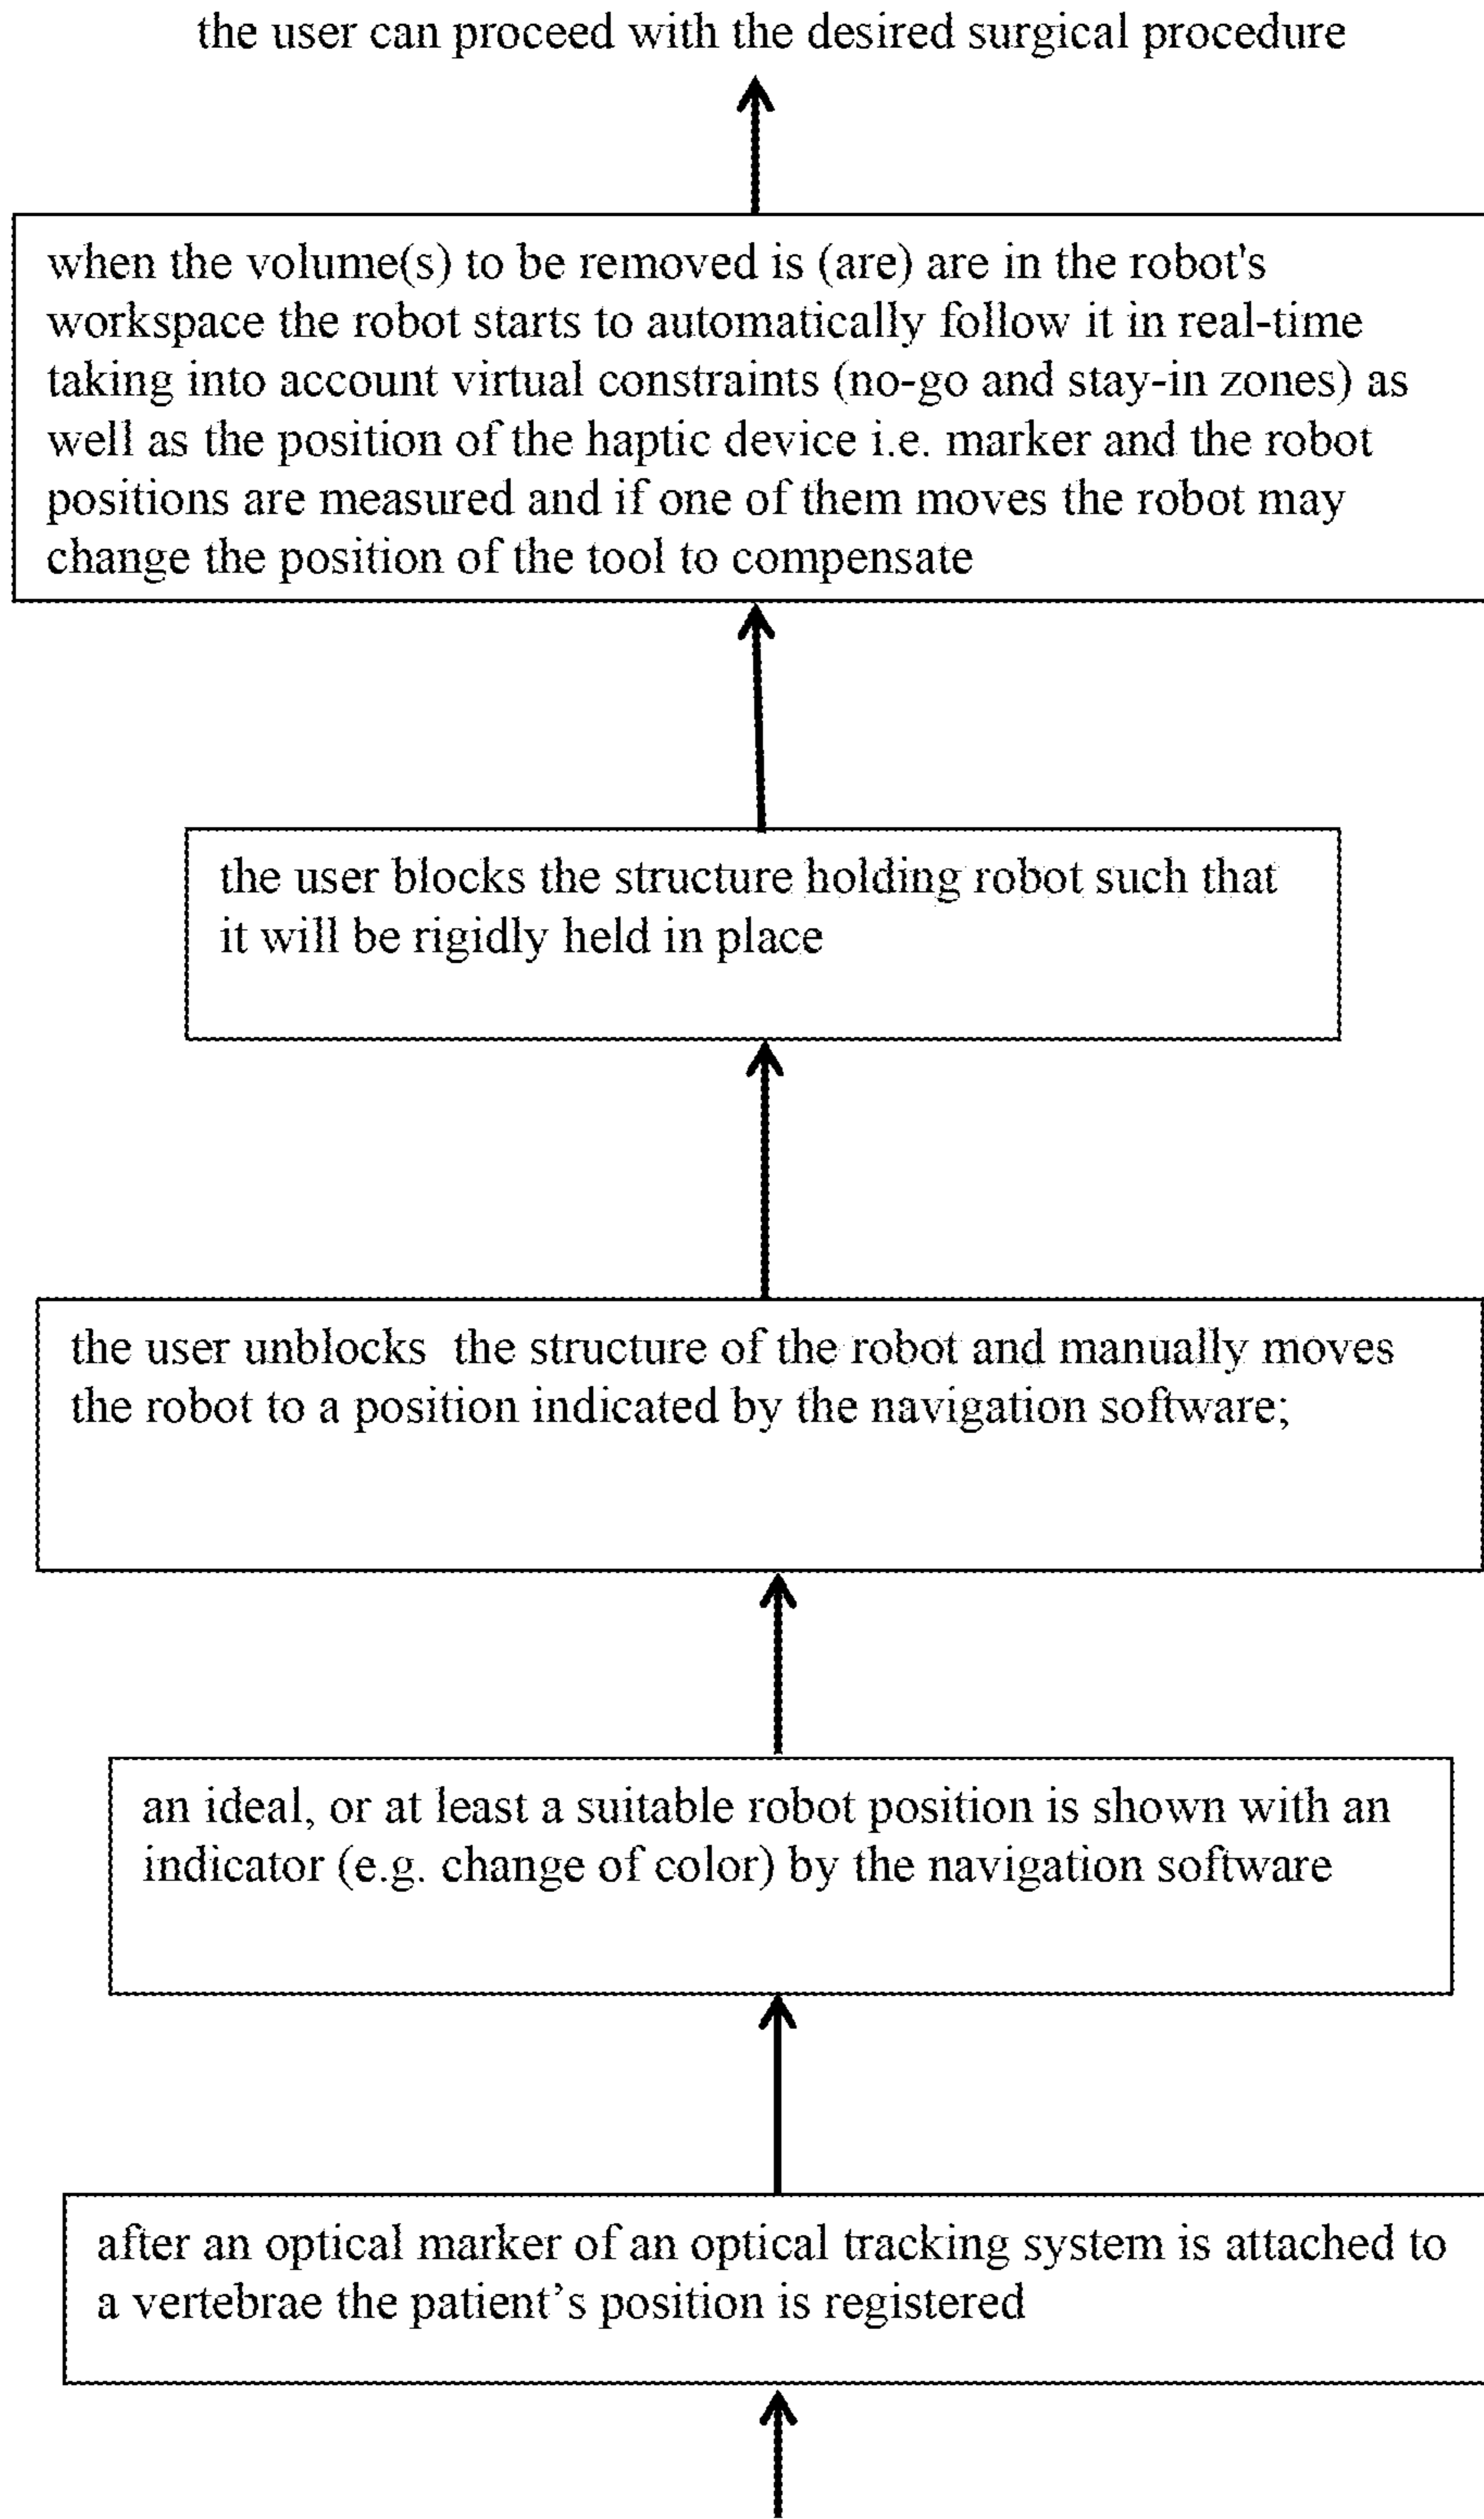 the user can proceed with the desired surgical procedure
when the volume(s) to be removed is (are) are in the robot's
workspace the robot starts to automatically follow it in real-time
taking into account virtual constraints (no-go and stay-in zones) as
well as the position of the haptic device i.e. marker and the robot
positions are measured and if one of them moves the robot may
change the position of the tool to compensate
the user blocks the structure holding robot such that
it will be rigidly held in place
the user unblocks  the structure of the robot and manually moves
the robot to a position indicated by the navigation software;
an ideal, or at least a suitable robot position is shown with an
indicator (e.g. change of color) by the navigation software
after an optical marker of an optical tracking system is attached to
a vertebrae the patient’s position is registered